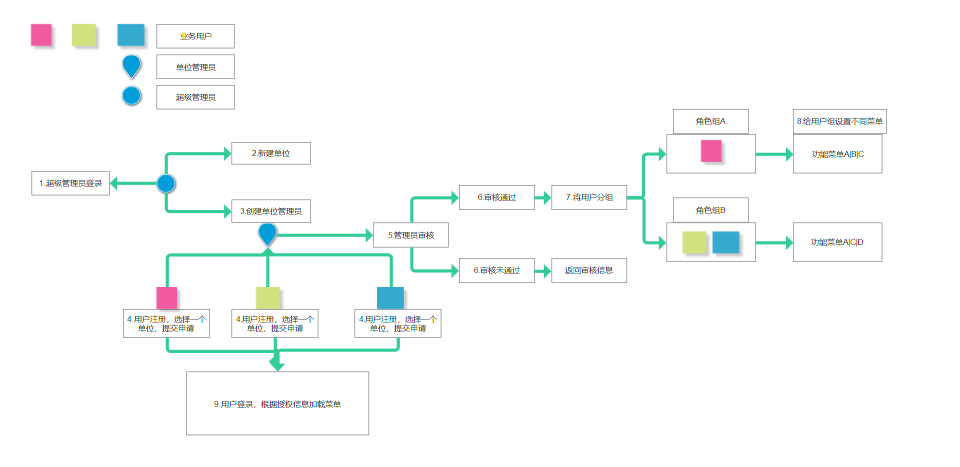 业务用户
单位管理员
超级管理员
角色组A
8.给用户组设置不同菜单
2.新建单位
功能菜单A|B|C
1.超级管理员登录
6.审核通过
7.将用户分组
3.创建单位管理员
角色组B
5.管理员审核
功能菜单A|C|D
6.审核未通过
返回审核信息
4.用户注册，选择一个
单位，提交申请
4.用户注册，选择一个
单位，提交申请
4.用户注册，选择一个
单位，提交申请
9.用户登录，根据授权信息加载菜单